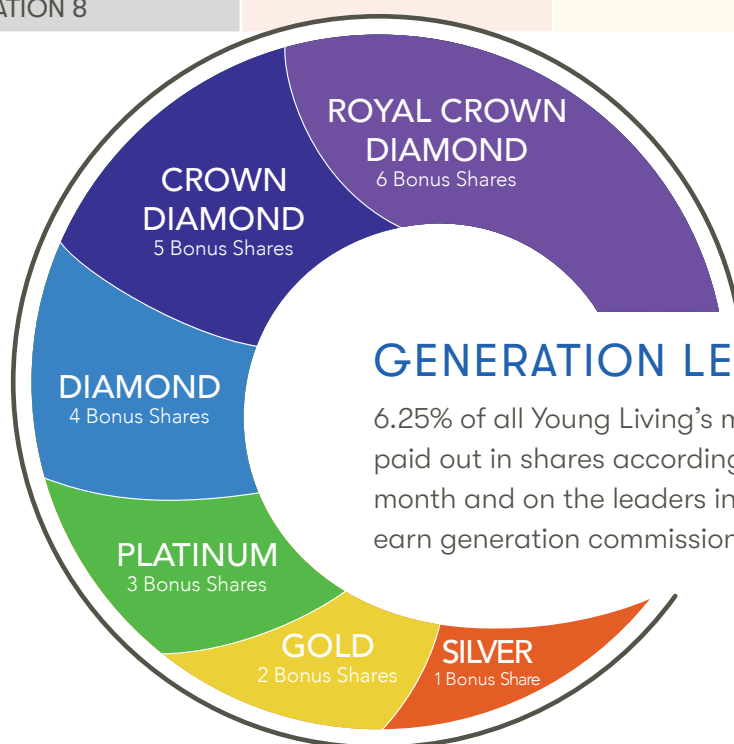 ATION 8
ROYAL CROWN
DIAMOND
6 Bonus Shares
CROWN
DIAMOND
5 Bonus Shares
DIAMOND
4 Bonus Shares
PLATINUM
3 Bonus Shares
GOLD
2 Bonus Shares
SILVER
1 Bonus Share
GENERATION LE
6.25% of all Young Living’s m
paid out in shares according
month and on the leaders in
earn generation commission